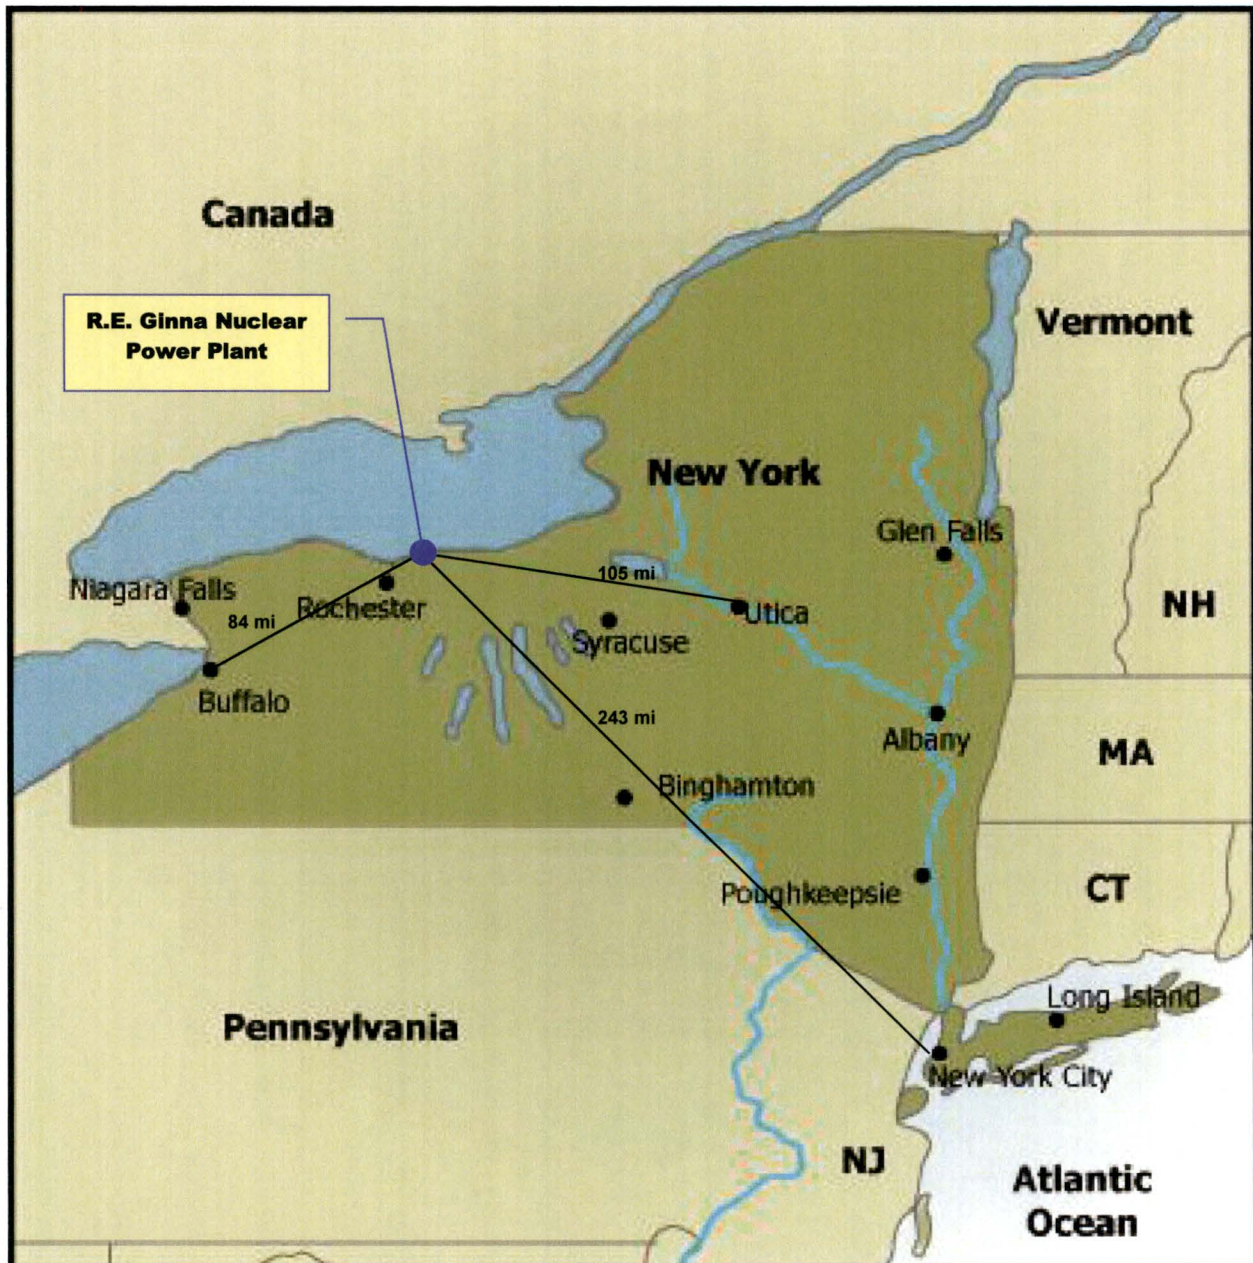 Canada
R.E. Ginna Nuclear
Power Plant
Vermont
New York
Glen Falls
105 mi
Niagara Falls
Rochester
Utica
NH
84 mi
Syracuse
Buffalo
243 mi
Albany
MA
Binghamton
Poughkeepsie
CT
Long Island
Pennsylvania
New York City
NJ
Atlantic
Ocean